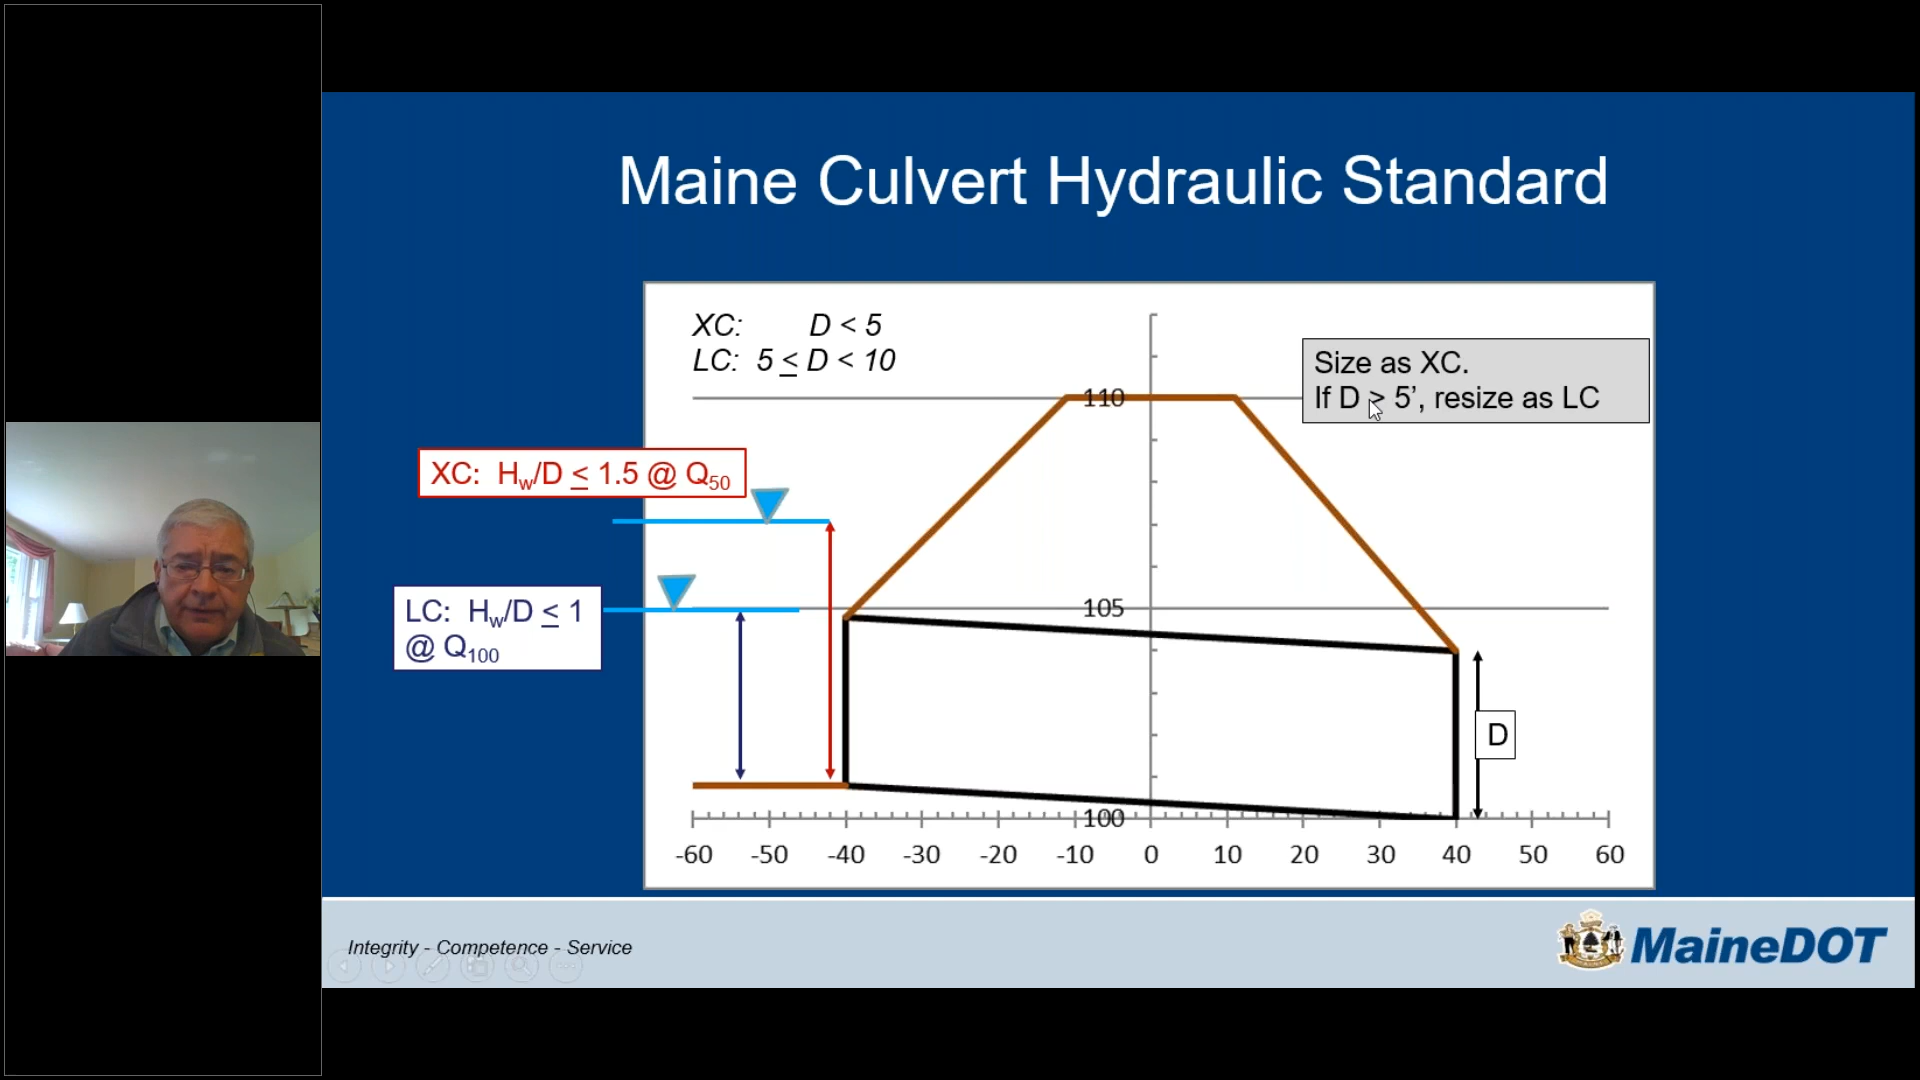 Maine Culvert Hydraulic Standard
XC: D < 5
LC: 5 ≤ D < 10
Size as XC.
If D > 5', resize as LC
110
XC: Hw/D ≤ 1.5 @ Q50
LC: Hw/D ≤ 1
@ Q100
105
D
100
-60 -50 -40 -30 -20 -10 0 10 20 30 40 50 60
Integrity - Competence - Service
MaineDOT